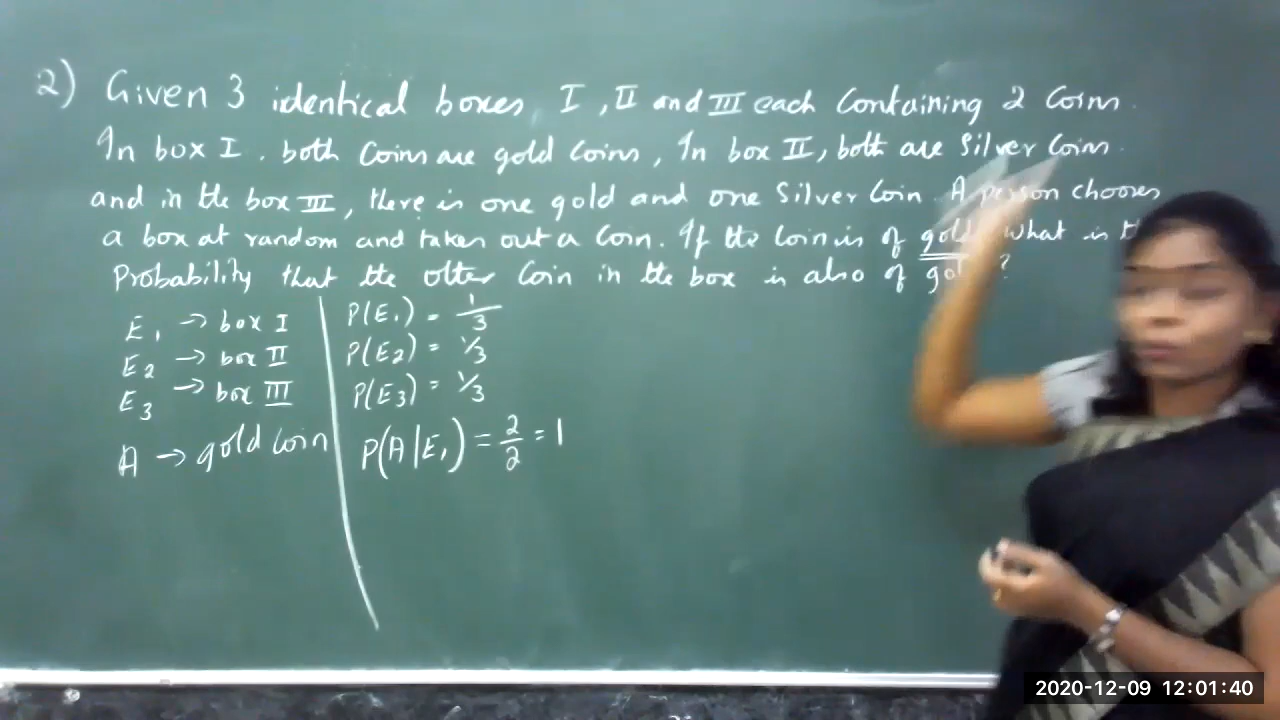 2) Given 3 identical boxes, I, II and III each Containing 2 Coins.
In box I. both Coins are gold Coins, In box II, both are Silver Coins.
and in the box III, there is one gold and one Silver Coin. A person chooses
a box at random and takes out a Coin. If the Coin is of gold, what is
Probability that the other Coin in the box is also of gold?
E1 → box I
E2 → box II
E3 → box III
A → gold coin
P(E1) = 1/3
P(E2) = 1/3
P(E3) = 1/3
P(A|E1) = 2/2 = 1
2020-12-09 12:01:40